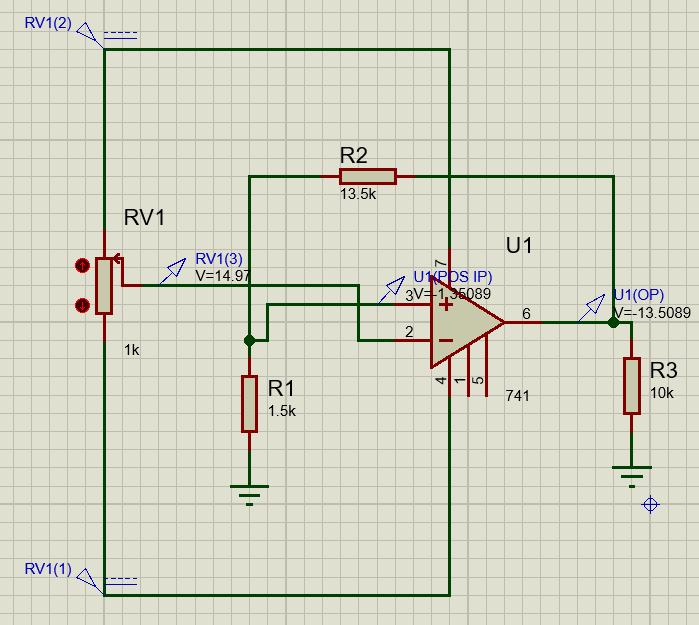 RV1(2)
R2
13.5k
RV1
RV1(3)
V=14.97
U1
7
U1(POS IP)
V=-1.35089
3
2
6
U1(OP)
V=-13.5089
4
1
5
741
1k
R1
1.5k
R3
10k
RV1(1)